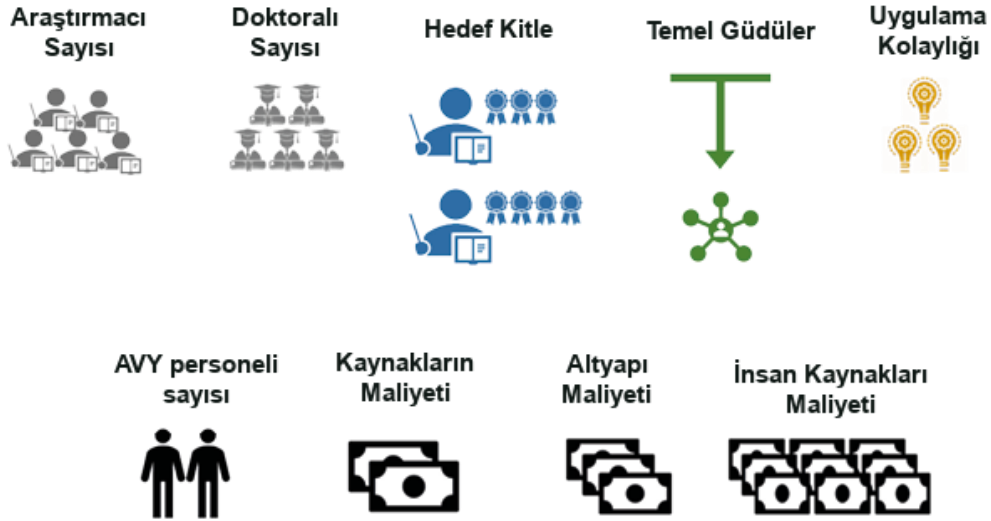 Araştırmacı
Sayısı
Doktoralı
Sayısı
Hedef Kitle
Temel Güdüler
Uygulama
Kolaylığı
AVY personeli
sayısı
Kaynakların
Maliyeti
Altyapı
Maliyeti
İnsan Kaynakları
Maliyeti